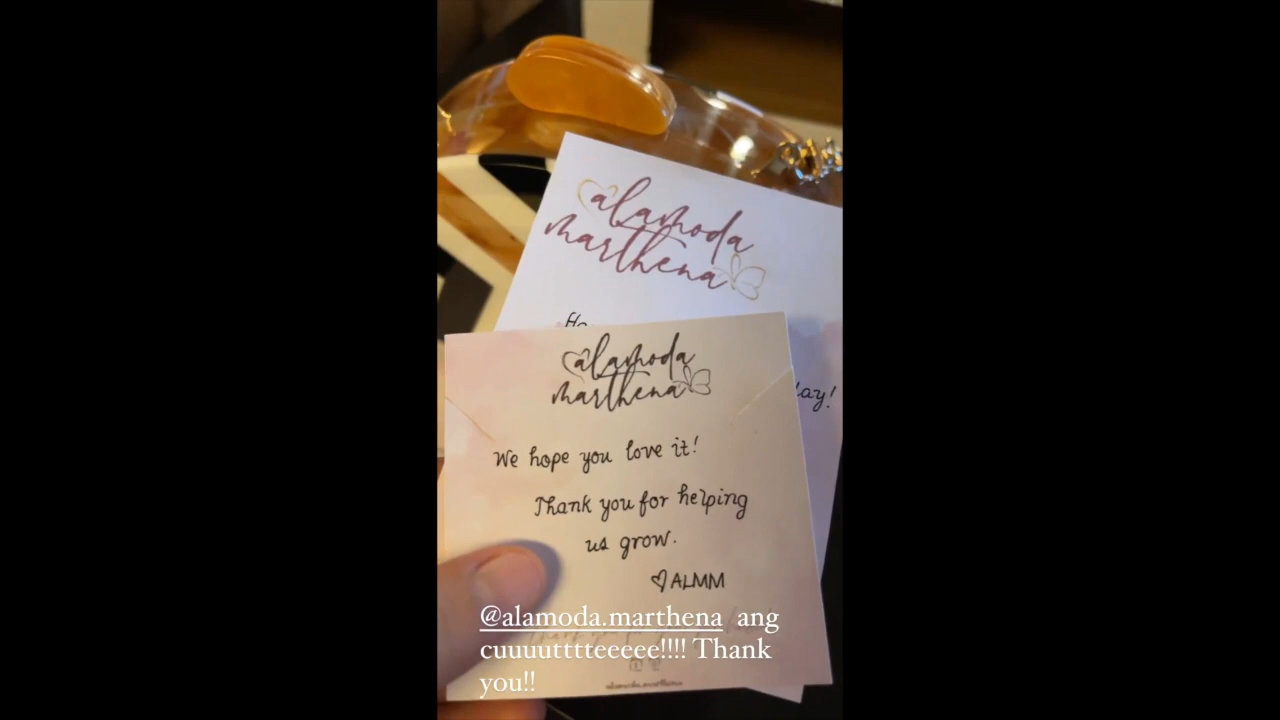 alamoda
marthena
lay!
alamoda
marthena
We hope you love it!
Thank you for helping
us grow.
ALMM
@alamoda.marthena ang
cuuuutttteeeee!!!! Thank
you!!